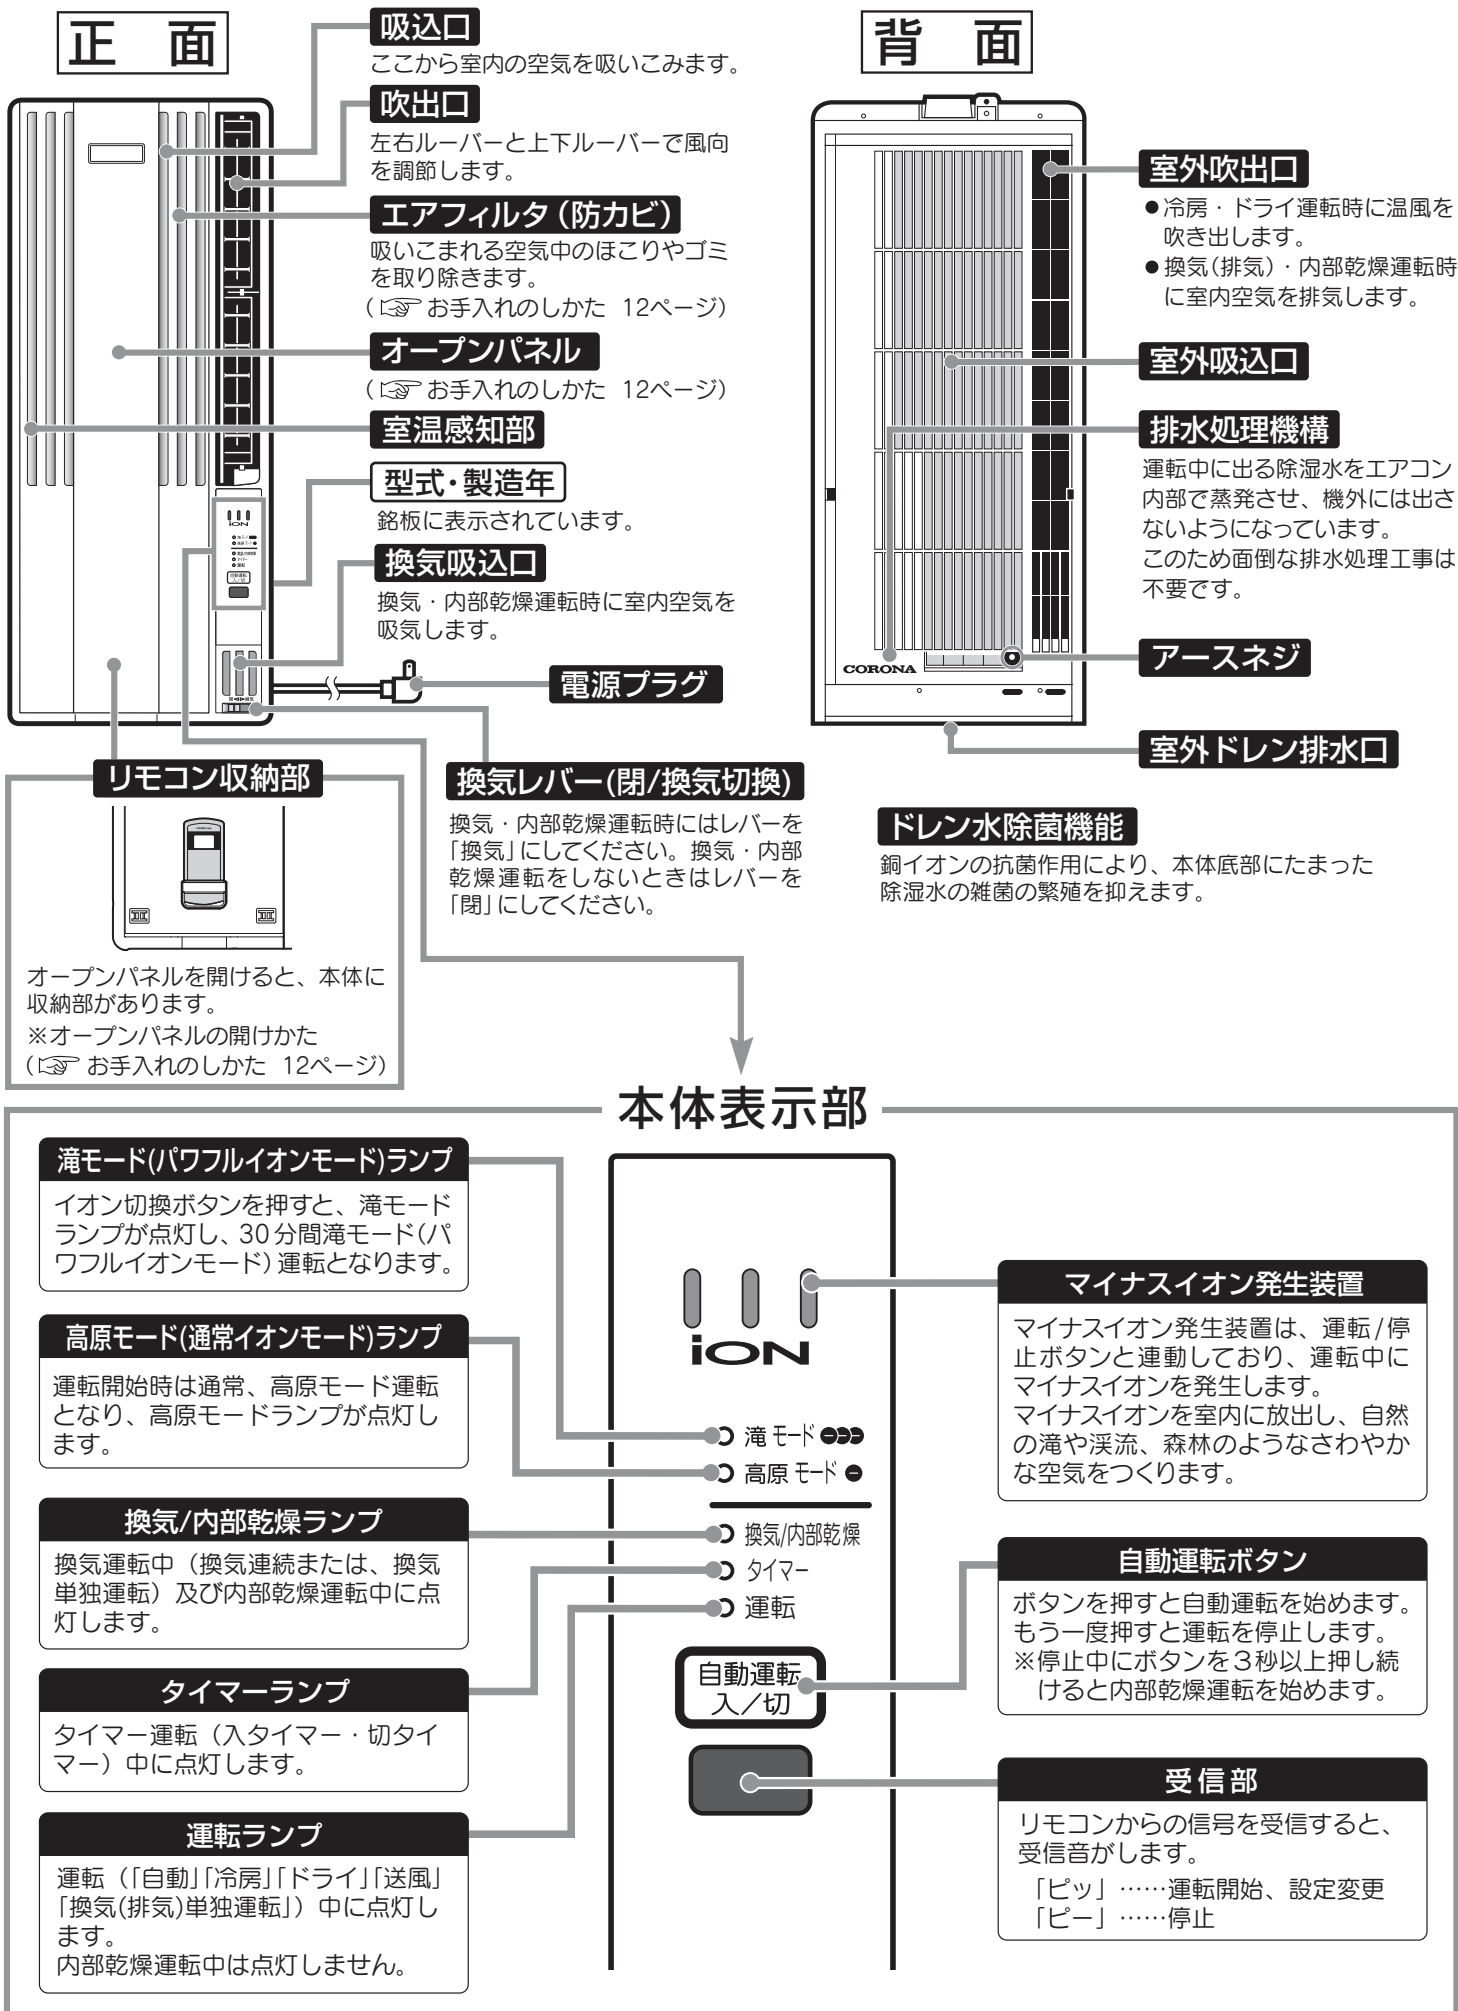 正 面
吸込口
ここから室内の空気を吸いこみます。
吹出口
左右ルーバーと上下ルーバーで風向
を調節します。
エアフィルタ(防カビ)
吸いこまれる空気中のほこりやゴミ
を取り除きます。
(☞ お手入れのしかた 12ページ)
オープンパネル
(☞ お手入れのしかた 12ページ)
室温感知部
型式・製造年
銘板に表示されています。
換気吸込口
換気・内部乾燥運転時に室内空気を
吸気します。
電源プラグ
換気レバー(閉/換気切換)
換気・内部乾燥運転時にはレバーを
「換気」にしてください。換気・内部
乾燥運転をしないときはレバーを
「閉」にしてください。
iON
滝モード
高原モード
換気/内部乾燥
タイマー
運転
自動運転
入/切
リモコン収納部
オープンパネルを開けると、本体に
収納部があります。
※オープンパネルの開けかた
(☞ お手入れのしかた 12ページ)
背 面
室外吹出口
●冷房・ドライ運転時に温風を
吹き出します。
●換気(排気)・内部乾燥運転時
に室内空気を排気します。
室外吸込口
排水処理機構
運転中に出る除湿水をエアコン
内部で蒸発させ、機外には出さ
ないようになっています。
このため面倒な排水処理工事は
不要です。
アースネジ
CORONA
室外ドレン排水口
ドレン水除菌機能
銅イオンの抗菌作用により、本体底部にたまった
除湿水の雑菌の繁殖を抑えます。
本体表示部
滝モード(パワフルイオンモード)ランプ
イオン切換ボタンを押すと、滝モード
ランプが点灯し、30分間滝モード(パ
ワフルイオンモード)運転となります。
高原モード(通常イオンモード)ランプ
運転開始時は通常、高原モード運転
となり、高原モードランプが点灯し
ます。
換気/内部乾燥ランプ
換気運転中(換気連続または、換気
単独運転)及び内部乾燥運転中に点
灯します。
タイマーランプ
タイマー運転(入タイマー・切タイ
マー)中に点灯します。
運転ランプ
運転(「自動」「冷房」「ドライ」「送風」
「換気(排気)単独運転」)中に点灯し
ます。
内部乾燥運転中は点灯しません。
iON
滝モード
高原モード
換気/内部乾燥
タイマー
運転
自動運転
入/切
マイナスイオン発生装置
マイナスイオン発生装置は、運転/停
止ボタンと連動しており、運転中に
マイナスイオンを発生します。
マイナスイオンを室内に放出し、自然
の滝や渓流、森林のようなさわやか
な空気をつくります。
自動運転ボタン
ボタンを押すと自動運転を始めます。
もう一度押すと運転を停止します。
※停止中にボタンを3秒以上押し続
けると内部乾燥運転を始めます。
受信部
リモコンからの信号を受信すると、
受信音がします。
「ピッ」……運転開始、設定変更
「ピー」……停止